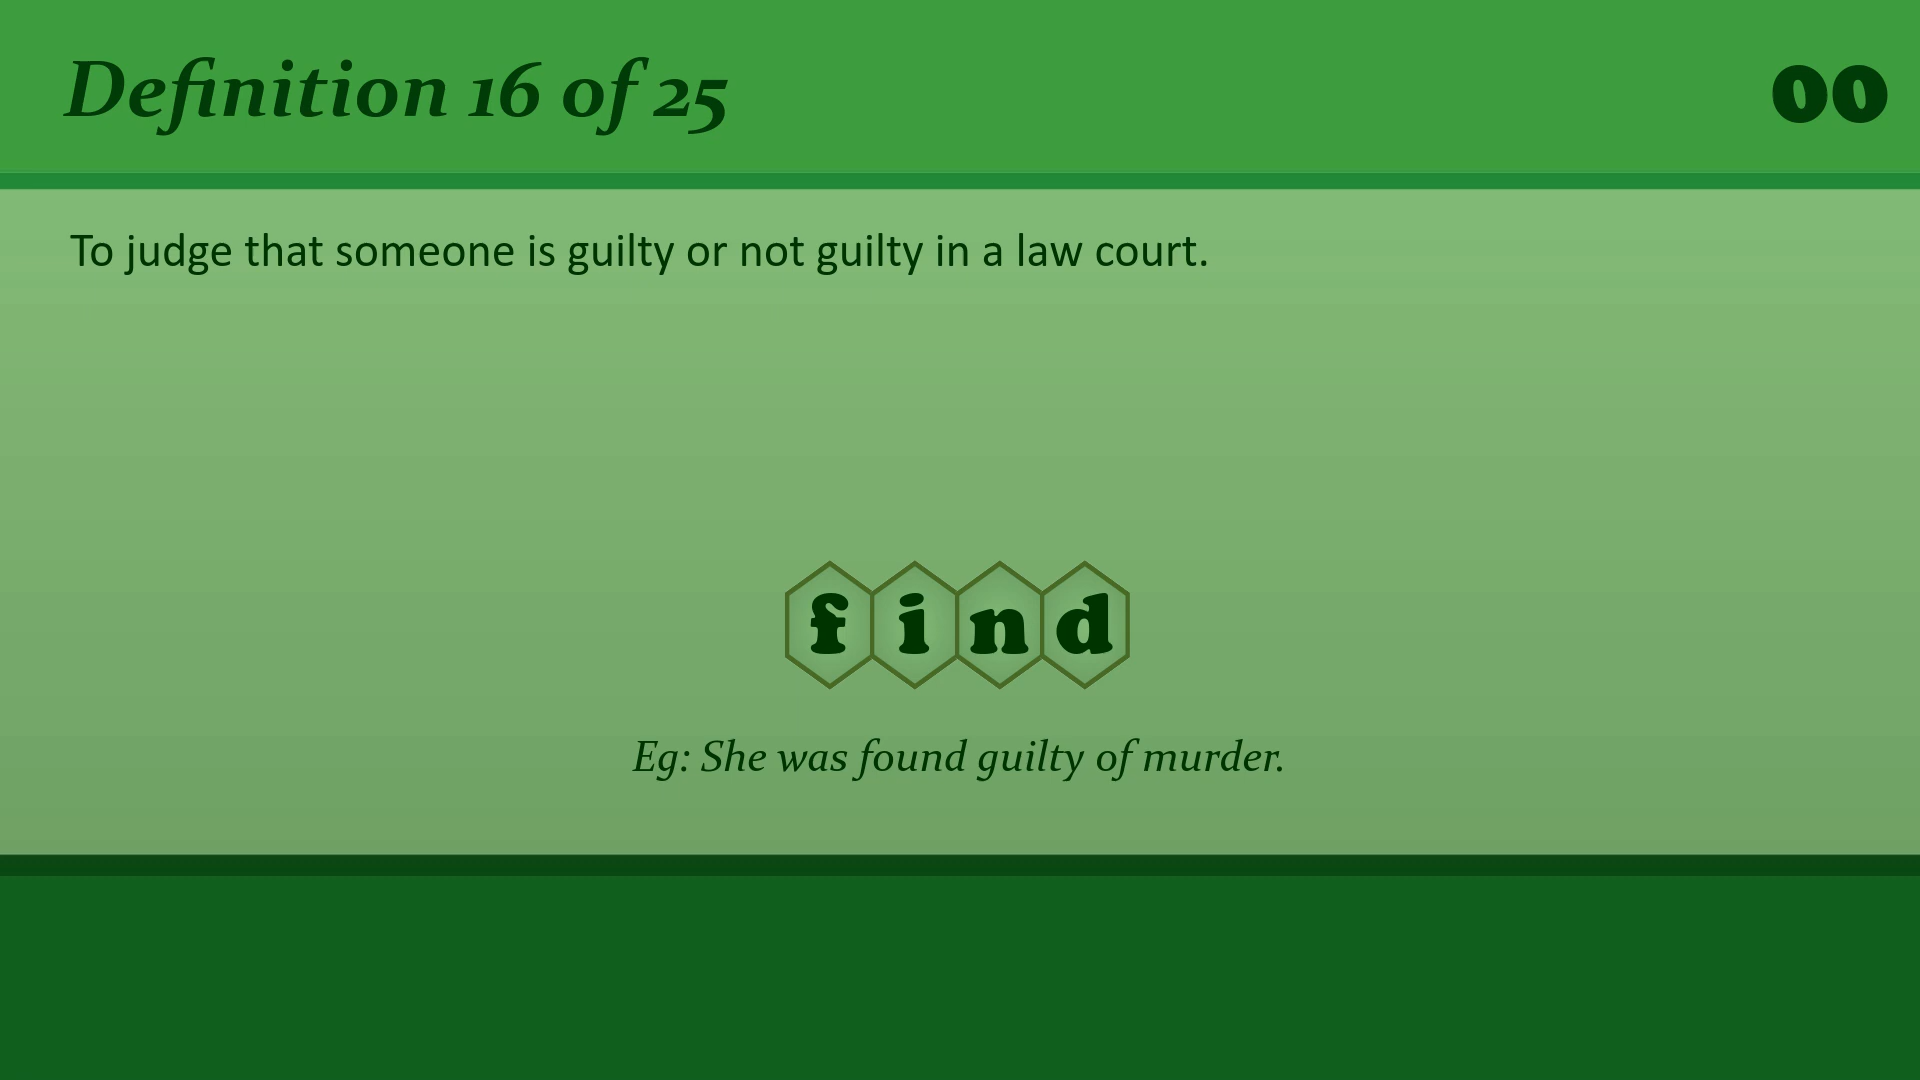 Definition 16 of 25
00
To judge that someone is guilty or not guilty in a law court.
find
Eg: She was found guilty of murder.